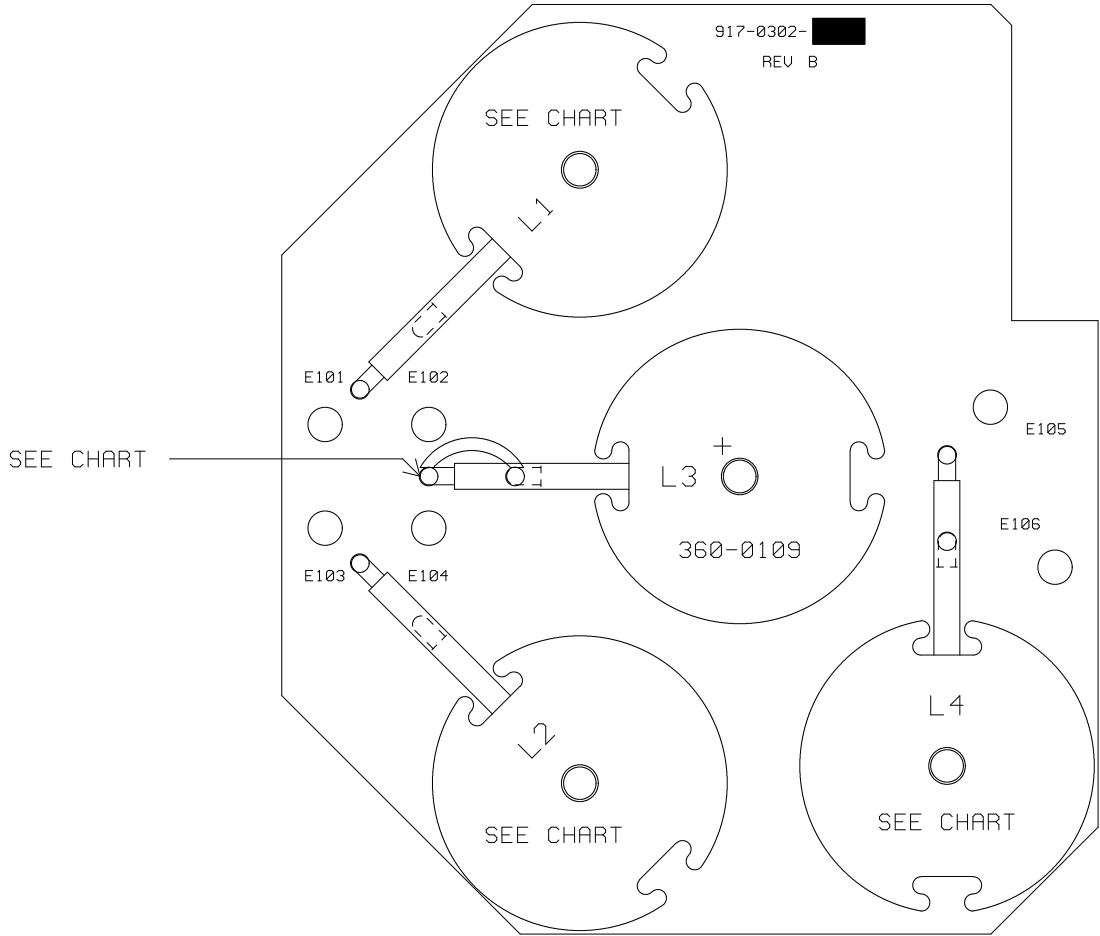 917-0302-
REV B
SEE CHART
L1
E101
E102
SEE CHART
L3
+
360-0109
E105
E106
E103
E104
L2
SEE CHART
L4
SEE CHART